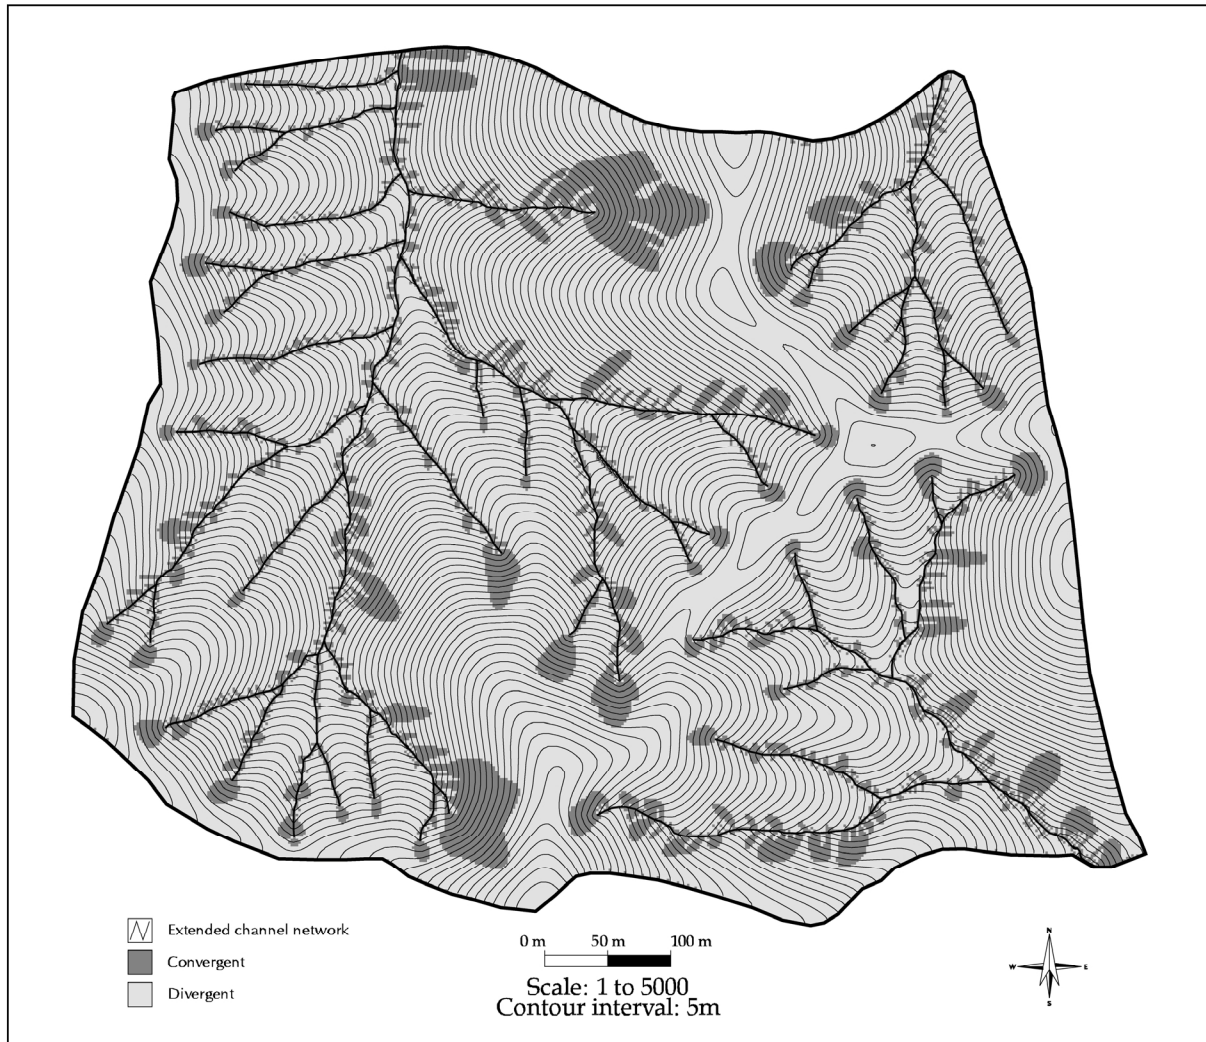 Extended channel network
Convergent
Divergent
0 m 50 m 100 m
Scale: 1 to 5000
Contour interval: 5m
N
W E
S